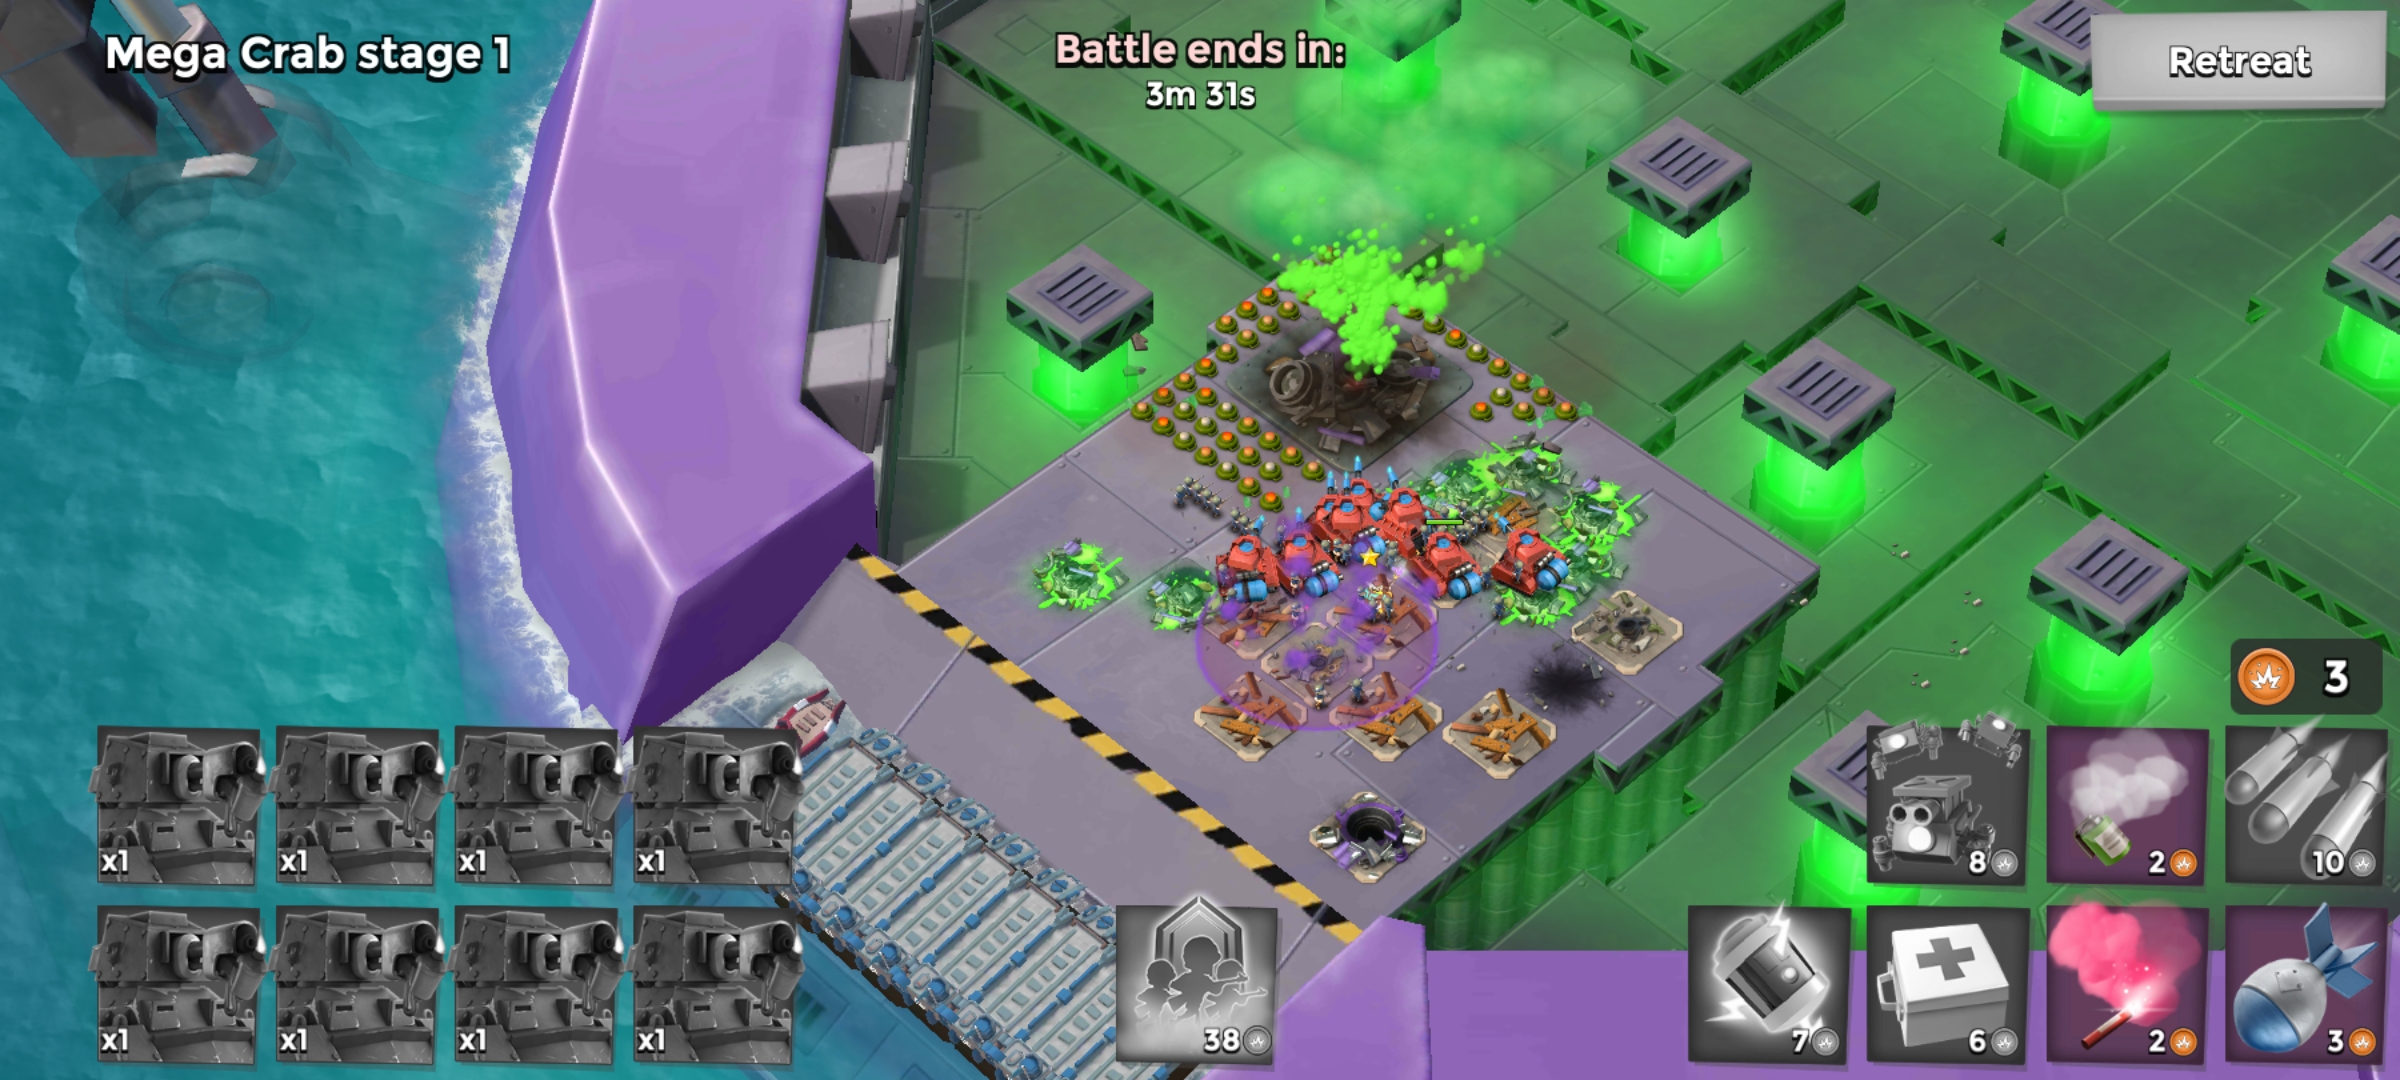 Mega Crab stage 1
Battle ends in:
3m 31s
Retreat
3
x1
x1
x1
x1
8
2
10
x1
x1
x1
x1
38
7
6
2
3